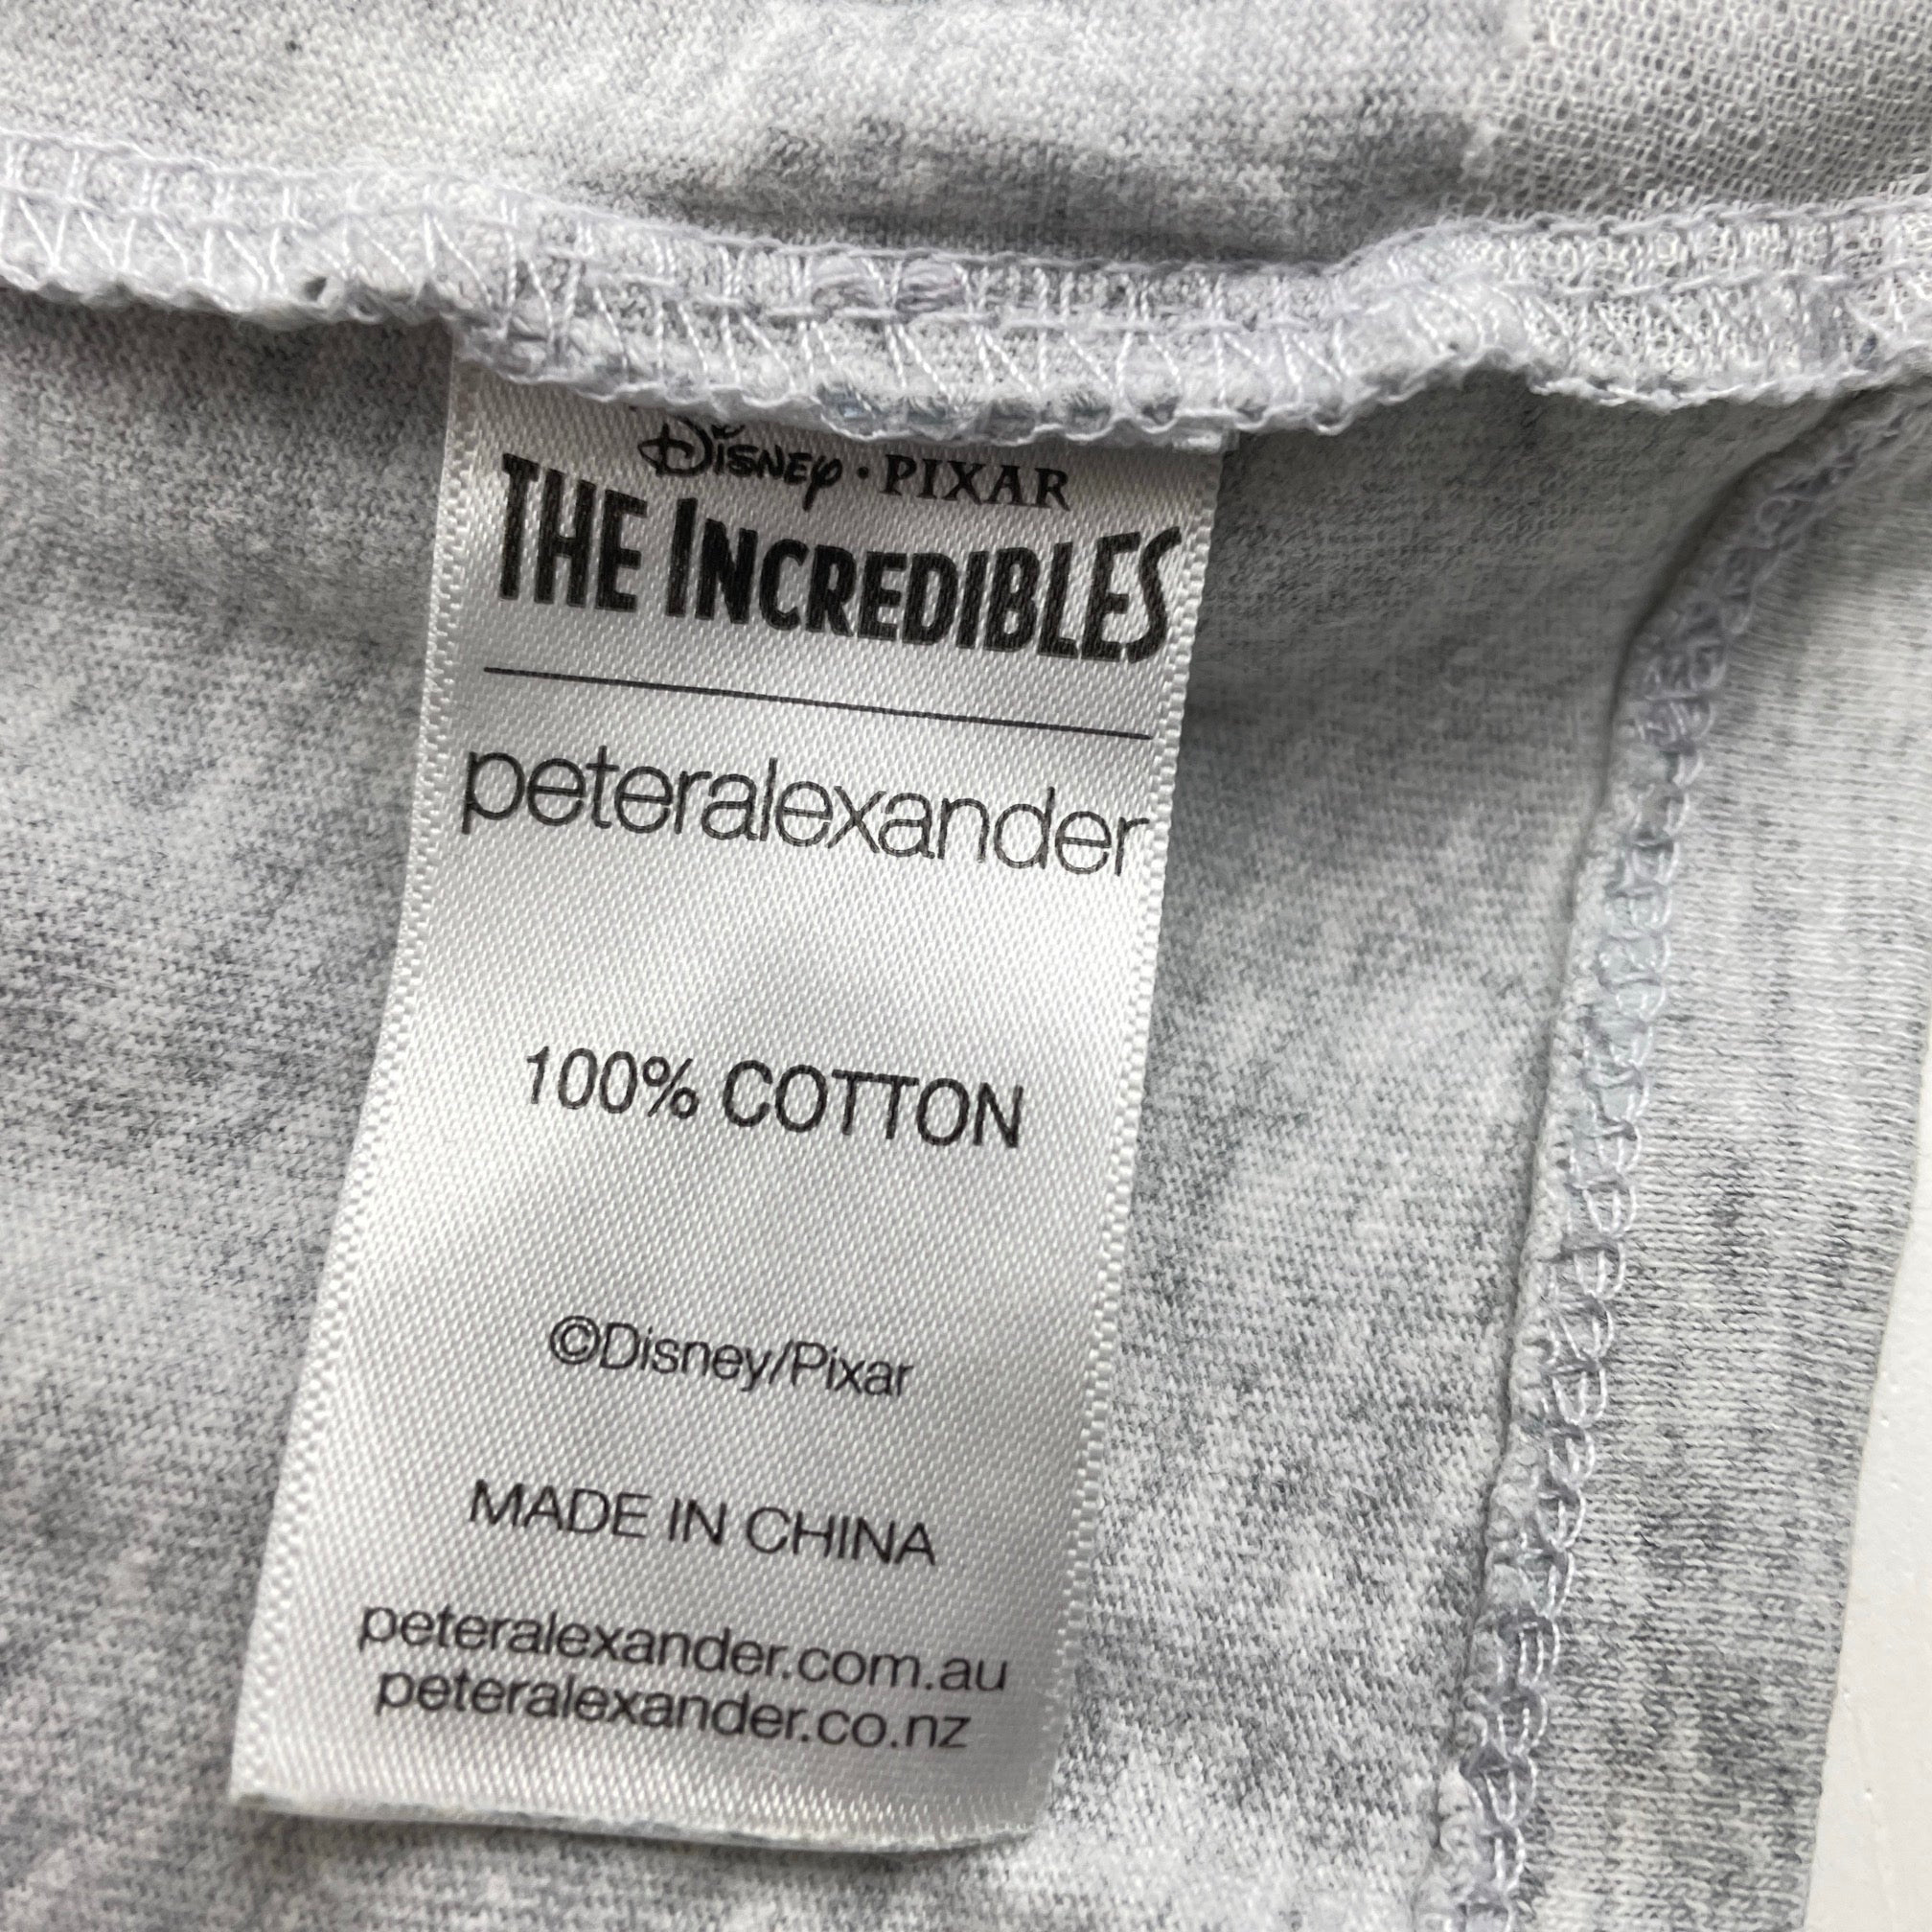 Disney · PIXAR
THE INCREDIBLES
peteralexander
100% COTTON
©Disney/Pixar
MADE IN CHINA
peteralexander.com.au
peteralexander.co.nz